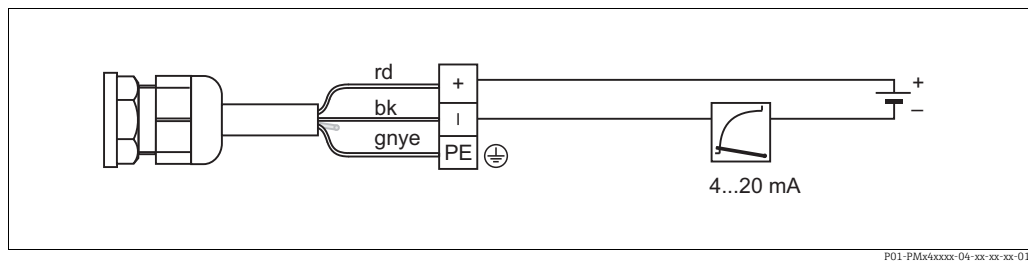 rd
+
bk
–
gnye
PE
4...20 mA
+
–
P01-PMx4xxxx-04-xx-xx-xx-01